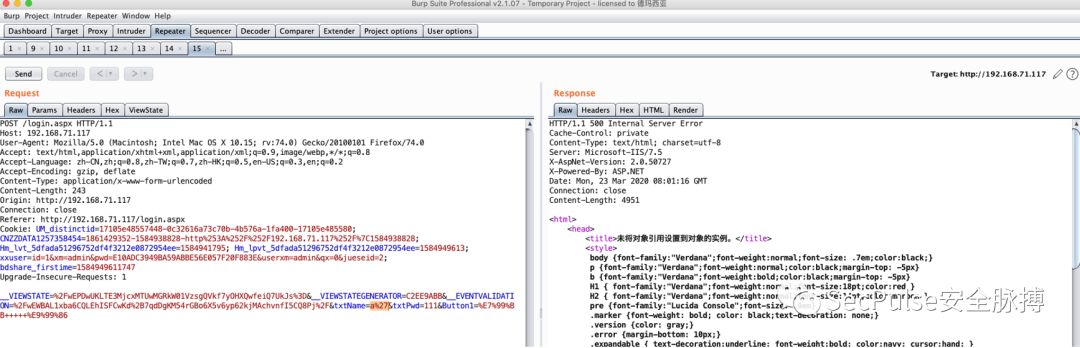 Burp Suite Professional v2.1.07 - Temporary Project - licensed to 德玛西亚
Burp Project Intruder Repeater Window Help
Dashboard Target Proxy Intruder Repeater Sequencer Decoder Comparer Extender Project options User options
1 × 9 × 10 × 11 × 12 × 13 × 14 × 15 × ...
Send Cancel < > Target: http://192.168.71.117 ?
Request
Raw Params Headers Hex ViewState
POST /login.aspx HTTP/1.1
Host: 192.168.71.117
User-Agent: Mozilla/5.0 (Macintosh; Intel Mac OS X 10.15; rv:74.0) Gecko/20100101 Firefox/74.0
Accept: text/html,application/xhtml+xml,application/xml;q=0.9,image/webp,*/*;q=0.8
Accept-Language: zh-CN,zh;q=0.8,zh-TW;q=0.7,zh-HK;q=0.5,en-US;q=0.3,en;q=0.2
Accept-Encoding: gzip, deflate
Content-Type: application/x-www-form-urlencoded
Content-Length: 243
Origin: http://192.168.71.117
Connection: close
Referer: http://192.168.71.117/login.aspx
Cookie: UM_distinctid=17105e48557448-0c32616a73c70b-4b576a-1fa400-17105e485580;
CNZZDATA1257358454=1861429352-1584938828-http%253A%252F%252F192.168.71.117%252F%7C1584938828;
Hm_lvt_5dfada51296752df4f3212e0872954ee=1584941795; Hm_lpvt_5dfada51296752df4f3212e0872954ee=1584949613;
xxuser=id=1&xm=admin&pwd=E10ADC3949BA59ABBE56E057F20F883E&userxm=admin&qx=0&jueseid=2;
bdshare_firstime=1584949611747
Upgrade-Insecure-Requests: 1
__VIEWSTATE=%2FwEPDwUKLTE3MjcxMTUwMGRkW01VzsgQVkf7yOHXQwfeiQ7UkJs%3D&__VIEWSTATEGENERATOR=C2EE9ABB&__EVENTVALIDATI
ON=%2FwEWBAL1xba6CQLEhISFCwKd%2B7qdDgKM54rGBo6X5v6yp62kjMAchvnfI5CQ8Pj%2F&txtName=a%27&txtPwd=111&Button1=%E7%99%B
B+++++%E9%99%86
Response
Raw Headers Hex HTML Render
HTTP/1.1 500 Internal Server Error
Cache-Control: private
Content-Type: text/html; charset=utf-8
Server: Microsoft-IIS/7.5
X-AspNet-Version: 2.0.50727
X-Powered-By: ASP.NET
Date: Mon, 23 Mar 2020 08:01:16 GMT
Connection: close
Content-Length: 4951
<html>
<head>
<title>未将对象引用设置到对象的实例。</title>
<style>
body {font-family:"Verdana";font-weight:normal;font-size: .7em;color:black;}
p {font-family:"Verdana";font-weight:normal;color:black;margin-top: -5px}
b {font-family:"Verdana";font-weight:bold;color:black;margin-top: -5px}
H1 { font-family:"Verdana";font-weight:normal;font-size:18pt;color:red }
H2 { font-family:"Verdana";font-weight:
pre {font-family:"Lucida Console";font-size:
.marker {font-weight: bold; color: black;text-decoration: none;}
.version {color: gray;}
.error {margin-bottom: 10px;}
.expandable { text-decoration:underline; font-weight:bold; color:navy; cursor:hand; }
SecPulse安全脉搏